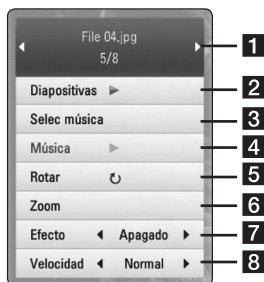 File 04.jpg 1
5/8
Diapositivas 2
Selec música 3
Música 4
Rotar 5
Zoom 6
Efecto Apagado 7
Velocidad Normal 8